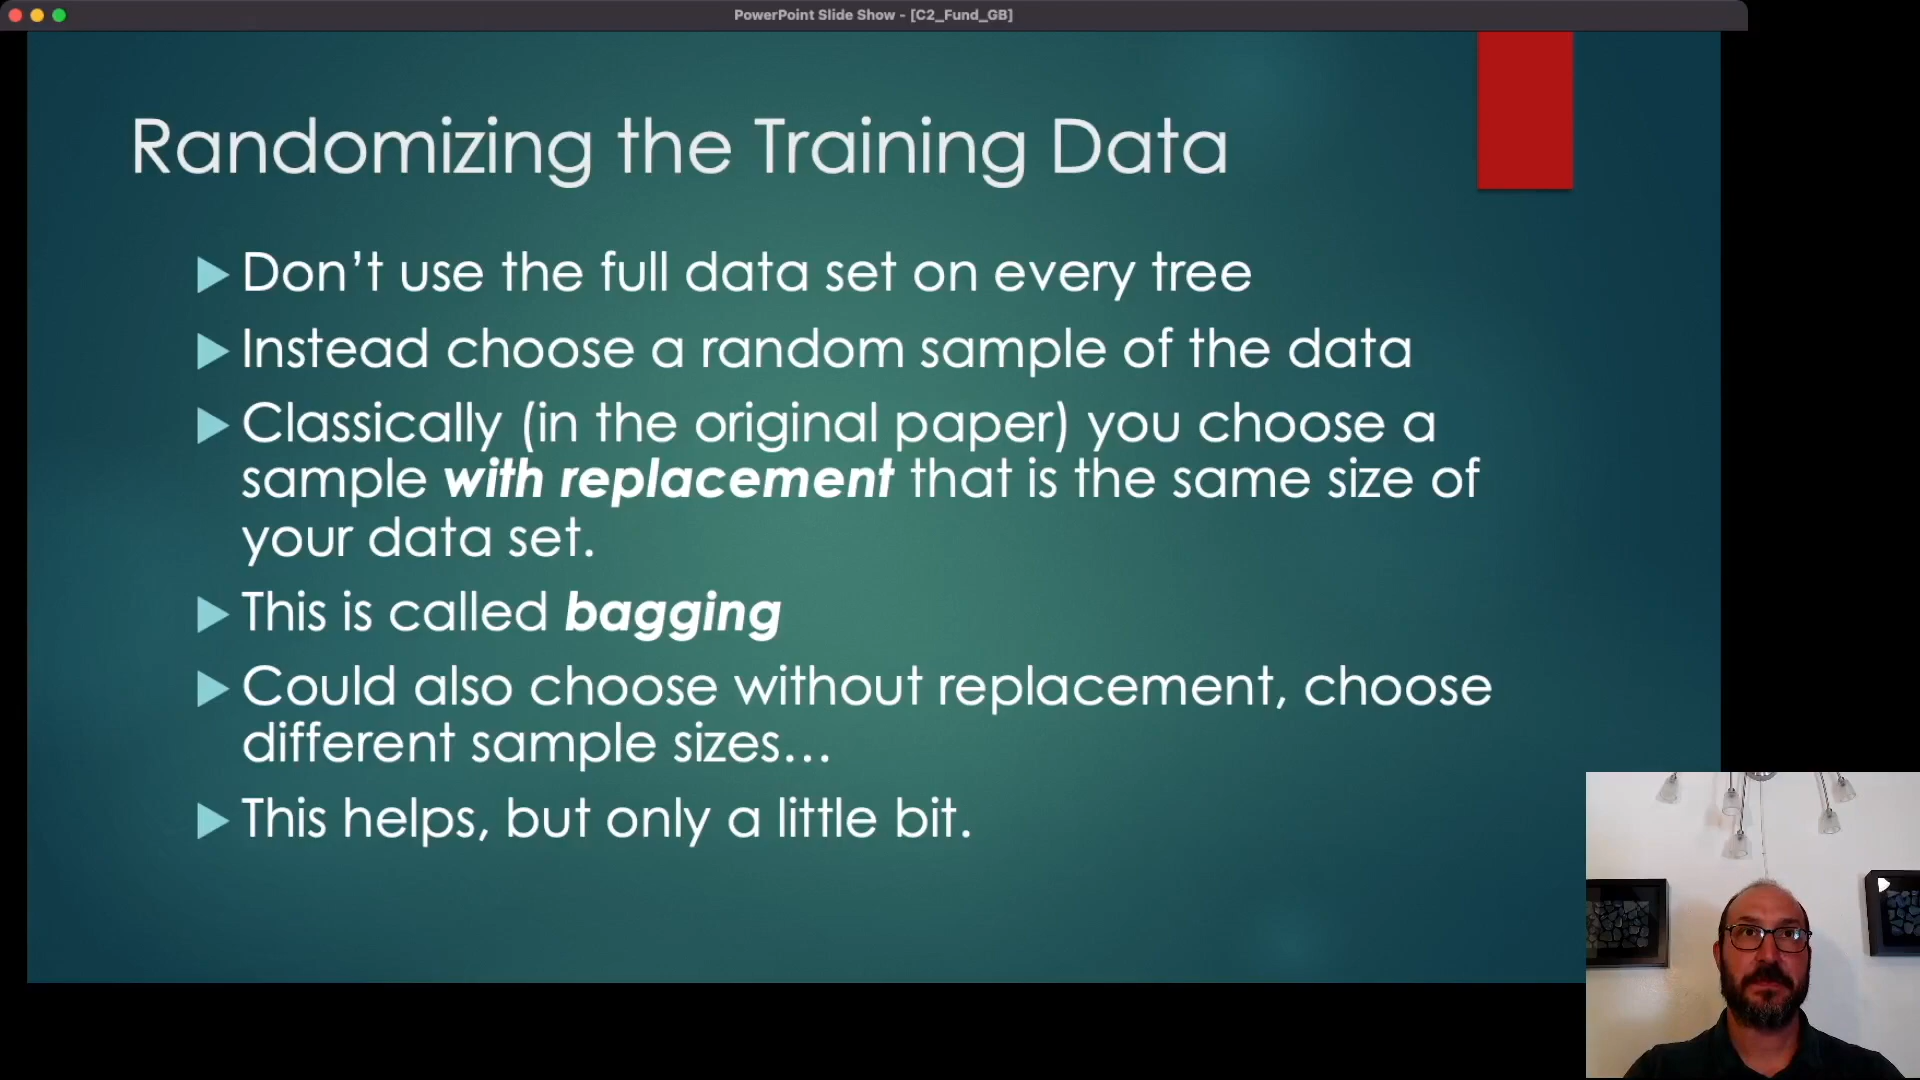 PowerPoint Slide Show - [C2_Fund_GB]
Randomizing the Training Data
Don’t use the full data set on every tree
Instead choose a random sample of the data
Classically (in the original paper) you choose a
sample with replacement that is the same size of
your data set.
This is called bagging
Could also choose without replacement, choose
different sample sizes…
This helps, but only a little bit.